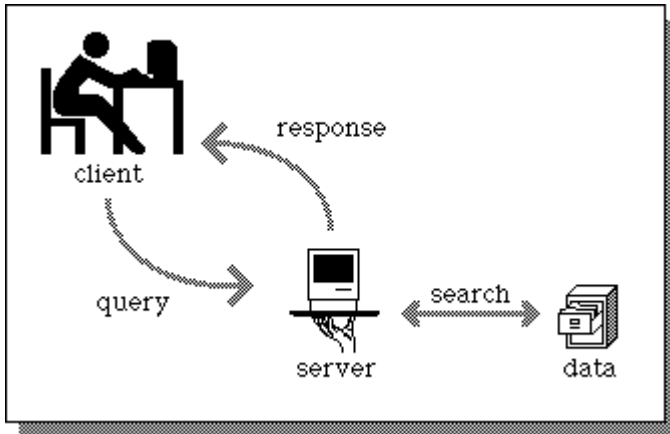 response
client
query
search
server
data